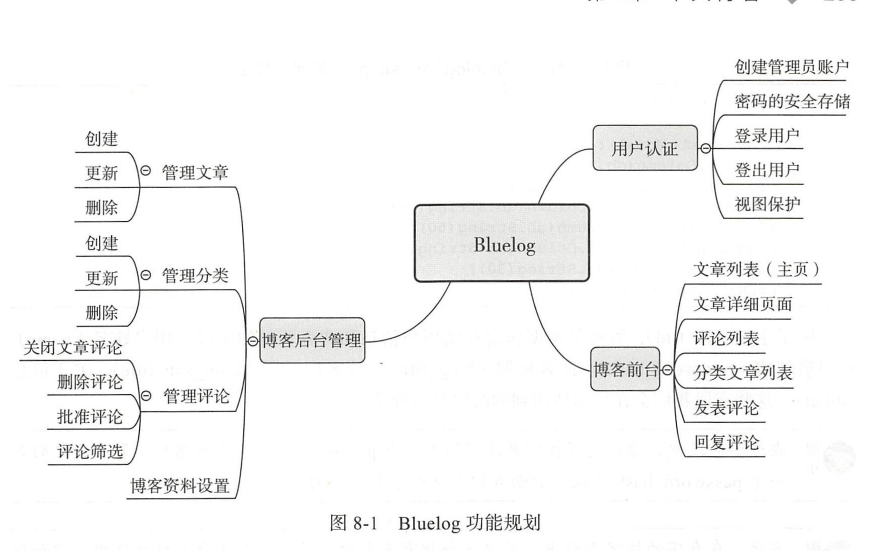 创建管理员账户
密码的安全存储
用户认证
登录用户
登出用户
视图保护
创建
更新
管理文章
删除
Bluelog
创建
更新
管理分类
删除
博客后台管理
关闭文章评论
删除评论
管理评论
批准评论
评论筛选
博客资料设置
文章列表（主页）
文章详细页面
评论列表
博客前台
分类文章列表
发表评论
回复评论
图 8-1 Bluelog 功能规划